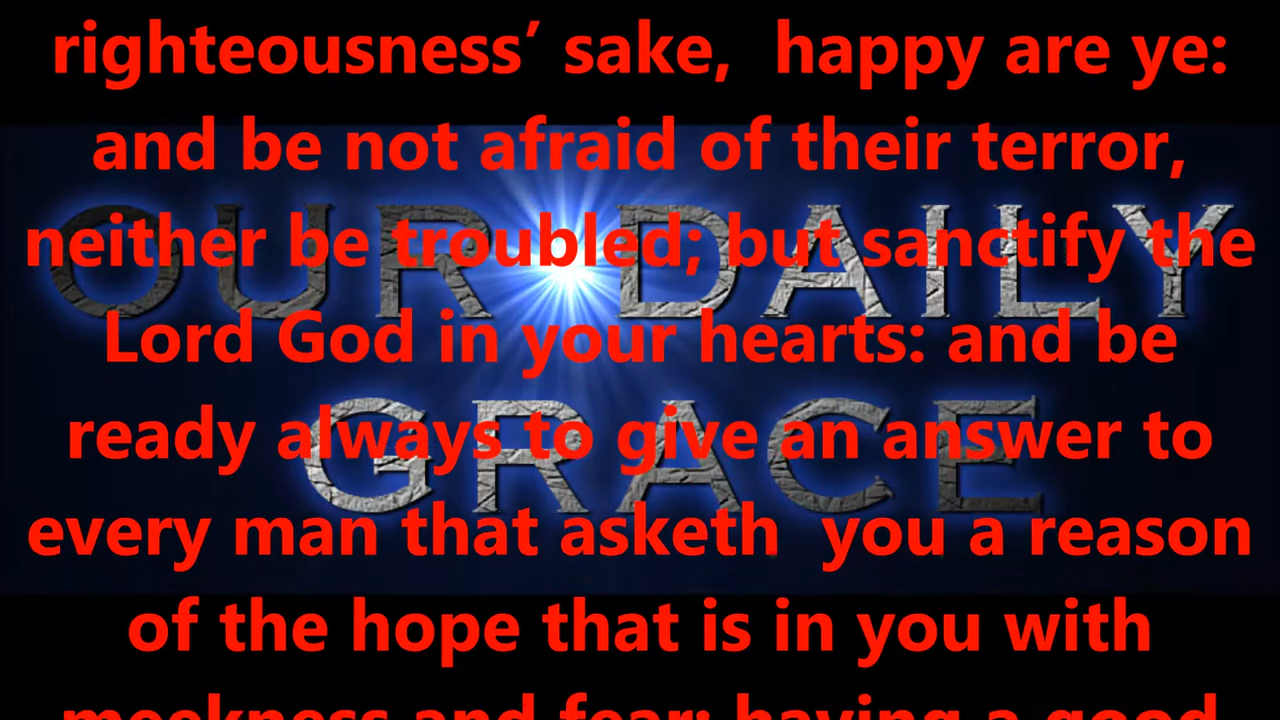 righteousness’ sake,  happy are ye:
and be not afraid of their terror,
neither be troubled; but sanctify the
Lord God in your hearts: and be
ready always to give an answer to
every man that asketh  you a reason
of the hope that is in you with
meekness and fear: having a good
OUR DAILY
GRACE